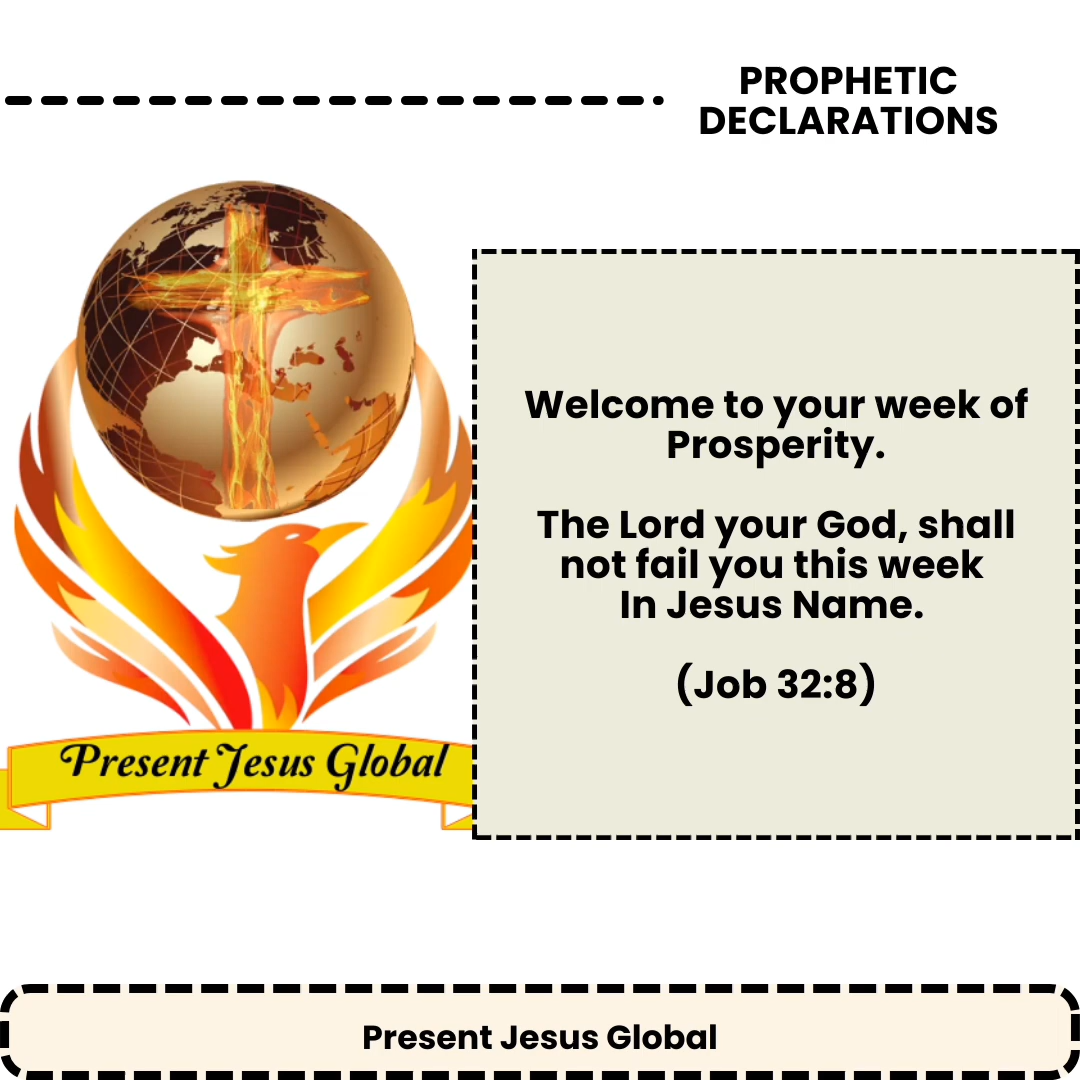 PROPHETIC
DECLARATIONS
Welcome to your week of
Prosperity.
The Lord your God, shall
not fail you this week
In Jesus Name.
(Job 32:8)
Present Jesus Global
Present Jesus Global